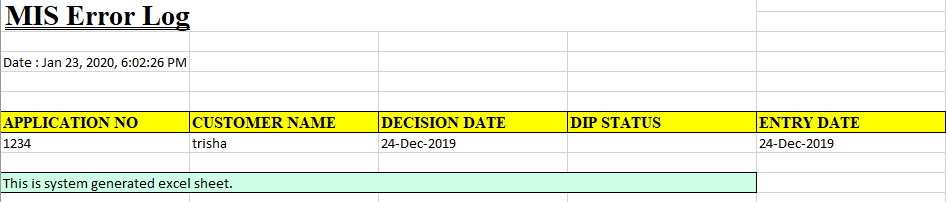 MIS Error Log
Date : Jan 23, 2020, 6:02:26 PM
APPLICATION NO CUSTOMER NAME DECISION DATE DIP STATUS ENTRY DATE
1234 trisha 24-Dec-2019 24-Dec-2019
This is system generated excel sheet.